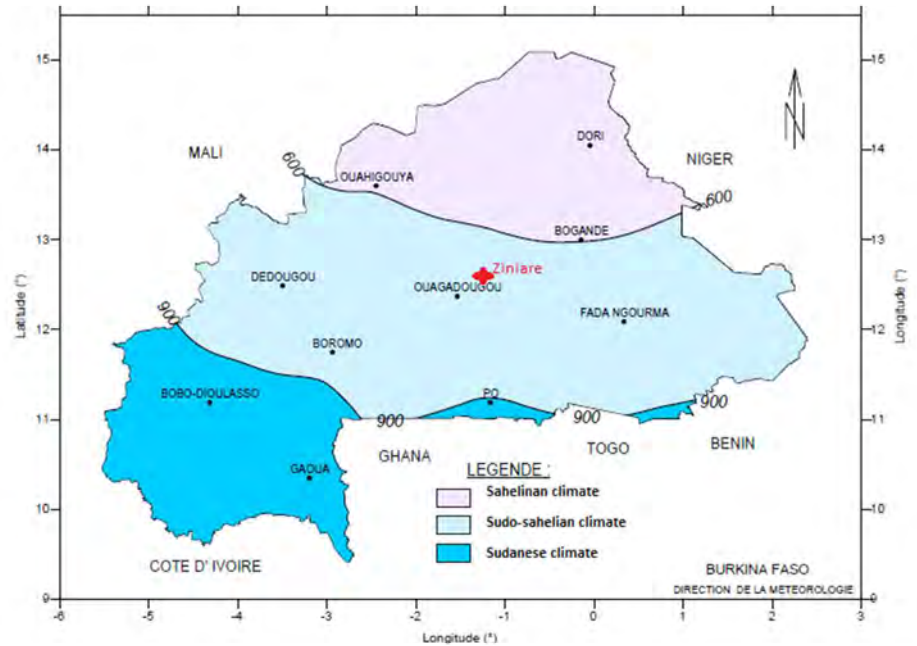 15
15
DORI
MALI
14
14
NIGER
600
OUAHIGOUYA
600
13
13
BOGANDE
Ziniare
DEDOUGOU
OUAGADOUGOU
Latitude (°)
Longitude (°)
FADA NGOURMA
900
12
12
BOROMO
BOBO-DIOULASSO
PO
900
11
11
900
900
GHANA
TOGO
BENIN
GAOUA
LEGENDE :
Sahelinan climate
10
10
Sudo-sahelian climate
Sudanese climate
COTE D' IVOIRE
BURKINA FASO
DIRECTION DE LA METEOROLOGIE
9
9
-6
-5
-4
-3
-2
-1
0
1
2
3
Longitude (°)
N